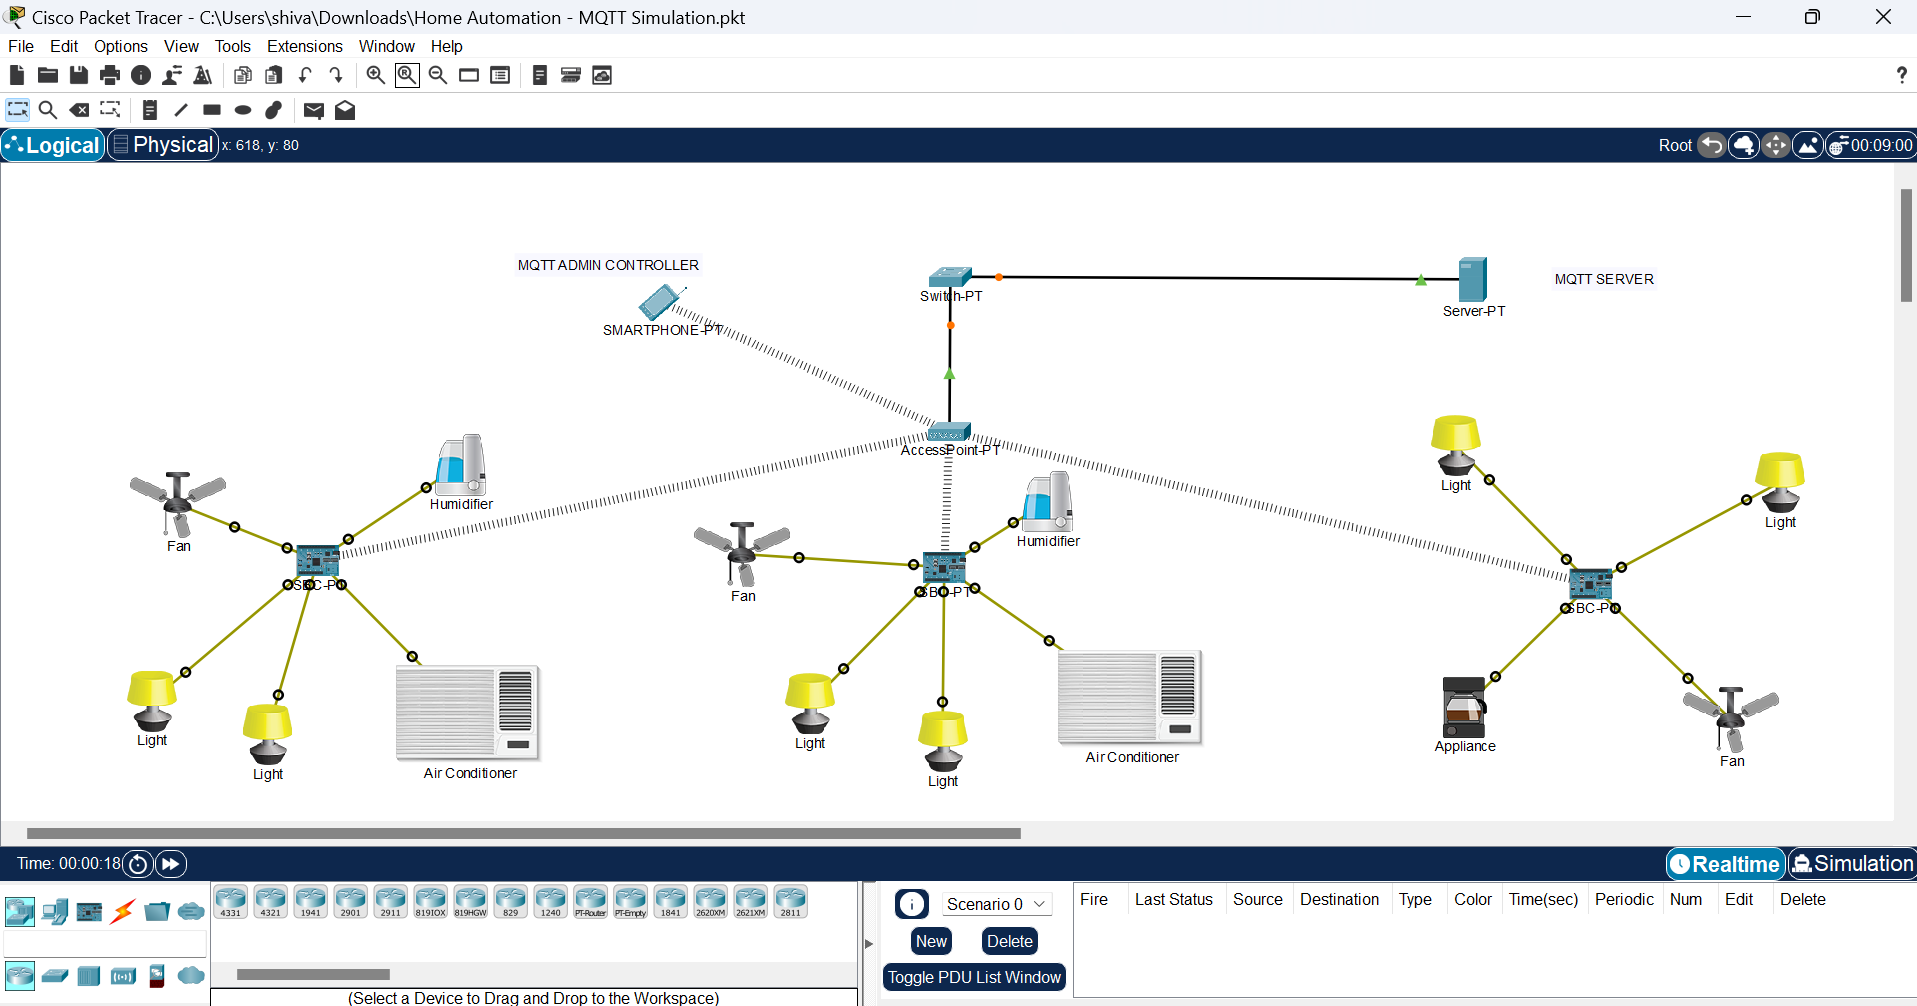 Cisco Packet Tracer - C:\Users\shiva\Downloads\Home Automation - MQTT Simulation.pkt
File Edit Options View Tools Extensions Window Help
?
Logical Physical x: 618, y: 80 Root 00:09:00
MQTT ADMIN CONTROLLER
SMARTPHONE-PT
Switch-PT
Server-PT
MQTT SERVER
AccessPoint-PT
Humidifier
Fan
SBC-PT
Light
Light
Air Conditioner
Humidifier
Fan
SBC-PT
Light
Light
Air Conditioner
Light
Light
SBC-PT
Appliance
Fan
Time: 00:00:18 Realtime Simulation
4331 4321 1941 2901 2911 819IOX 819HGW 829 1240 PT-Router PT-Empty 1841 2620XM 2621XM 2811
(Select a Device to Drag and Drop to the Workspace)
Scenario 0
New Delete
Toggle PDU List Window
Fire Last Status Source Destination Type Color Time(sec) Periodic Num Edit Delete